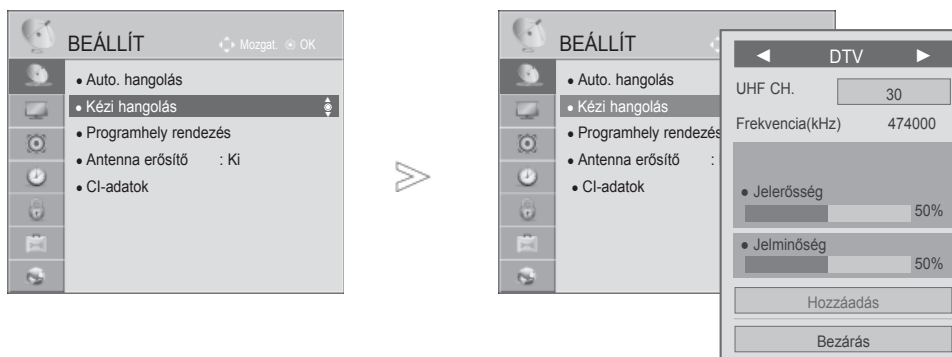 BEÁLLÍT
Mozgat. OK
● Auto. hangolás
● Kézi hangolás
● Programhely rendezés
● Antenna erősítő : Ki
● CI-adatok
>
BEÁLLÍT
● Auto. hangolás
● Kézi hangolás
● Programhely rendezés
● Antenna erősítő :
● CI-adatok
◄ DTV ►
UHF CH. 30
Frekvencia(kHz) 474000
● Jelerősség
50%
● Jelminőség
50%
Hozzáadás
Bezárás